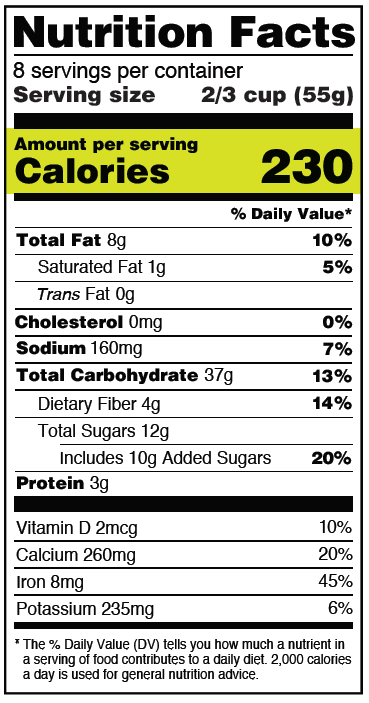 Nutrition Facts
8 servings per container
Serving size 2/3 cup (55g)
Amount per serving
Calories 230
% Daily Value*
Total Fat 8g 10%
Saturated Fat 1g 5%
Trans Fat 0g
Cholesterol 0mg 0%
Sodium 160mg 7%
Total Carbohydrate 37g 13%
Dietary Fiber 4g 14%
Total Sugars 12g
Includes 10g Added Sugars 20%
Protein 3g
Vitamin D 2mcg 10%
Calcium 260mg 20%
Iron 8mg 45%
Potassium 235mg 6%
* The % Daily Value (DV) tells you how much a nutrient in
a serving of food contributes to a daily diet. 2,000 calories
a day is used for general nutrition advice.